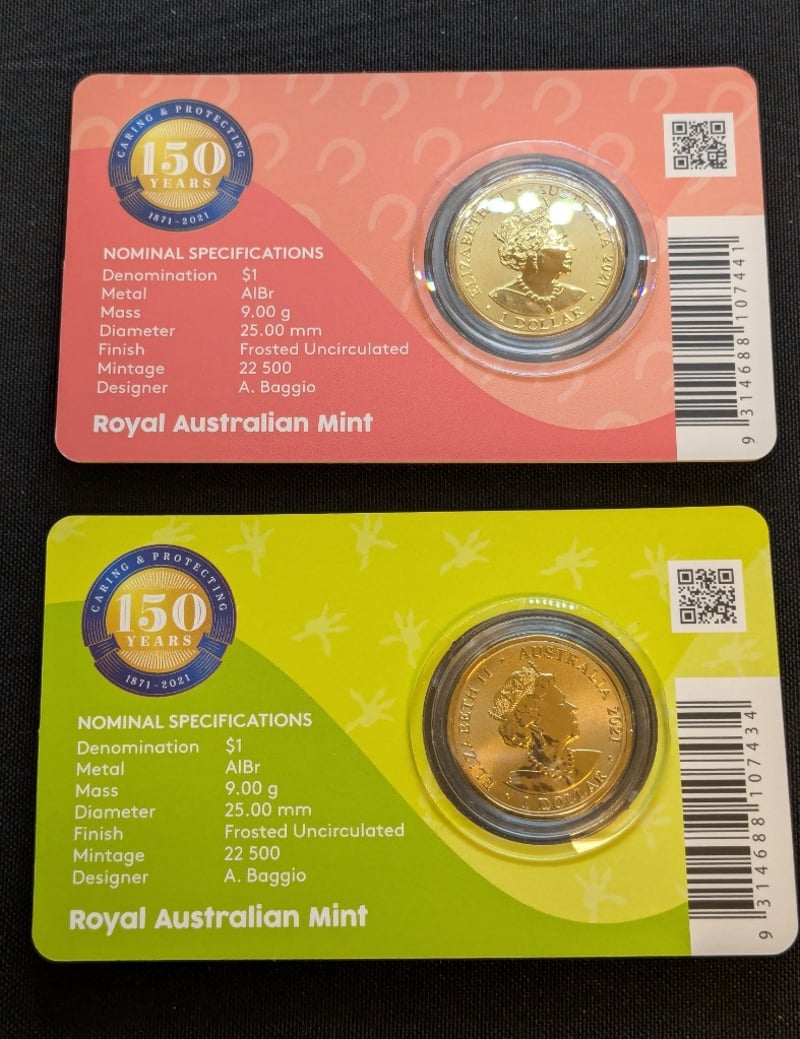 CARING & PROTECTING
150
YEARS
1871-2021
NOMINAL SPECIFICATIONS
Denomination $1
Metal AlBr
Mass 9.00 g
Diameter 25.00 mm
Finish Frosted Uncirculated
Mintage 22 500
Designer A. Baggio
Royal Australian Mint
ELIZABETH AUSTRALIA 2021
1 DOLLAR
9 314688 107441
CARING & PROTECTING
150
YEARS
1871-2021
NOMINAL SPECIFICATIONS
Denomination $1
Metal AlBr
Mass 9.00 g
Diameter 25.00 mm
Finish Frosted Uncirculated
Mintage 22 500
Designer A. Baggio
Royal Australian Mint
ELIZABETH II · AUSTRALIA 2021
· 1 DOLLAR ·
9 314688 107434